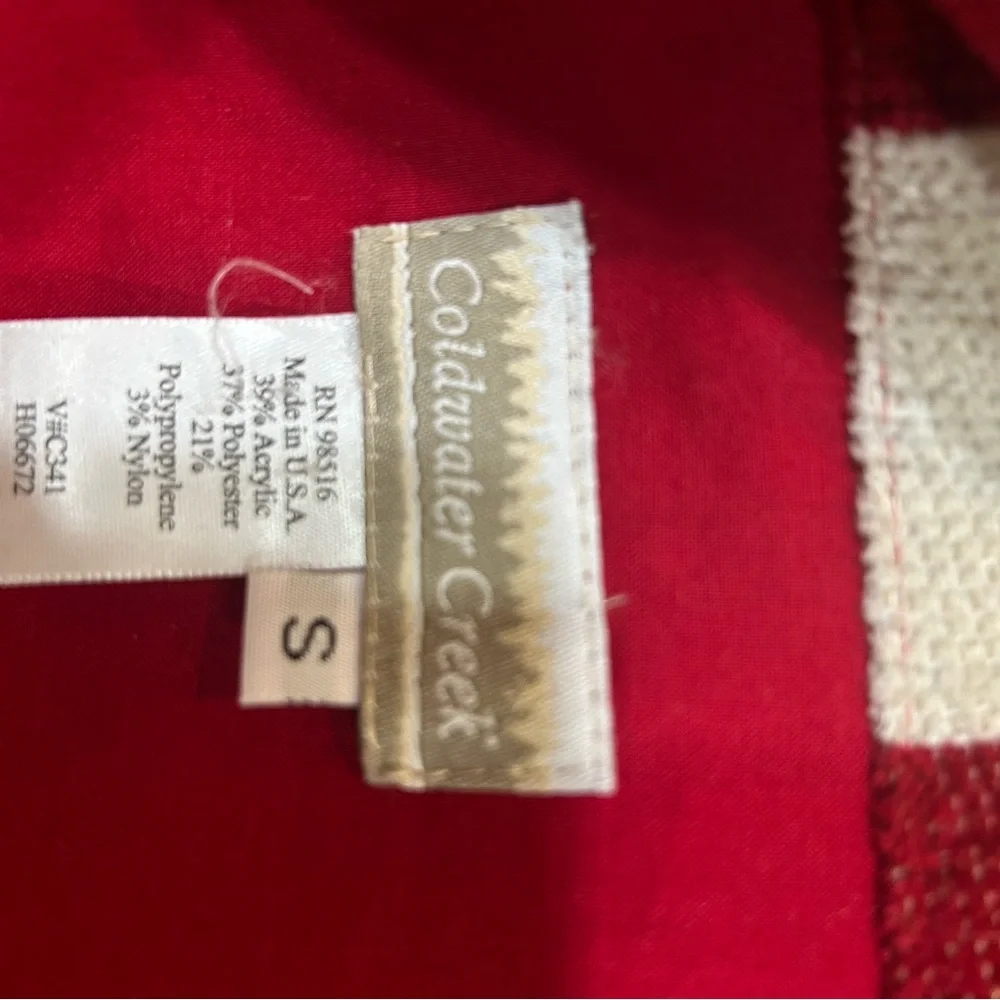 Coldwater Creek
RN 98516
Made in U.S.A.
39% Acrylic
37% Polyester
21%
Polypropylene
3% Nylon
V#C341
H06672
S